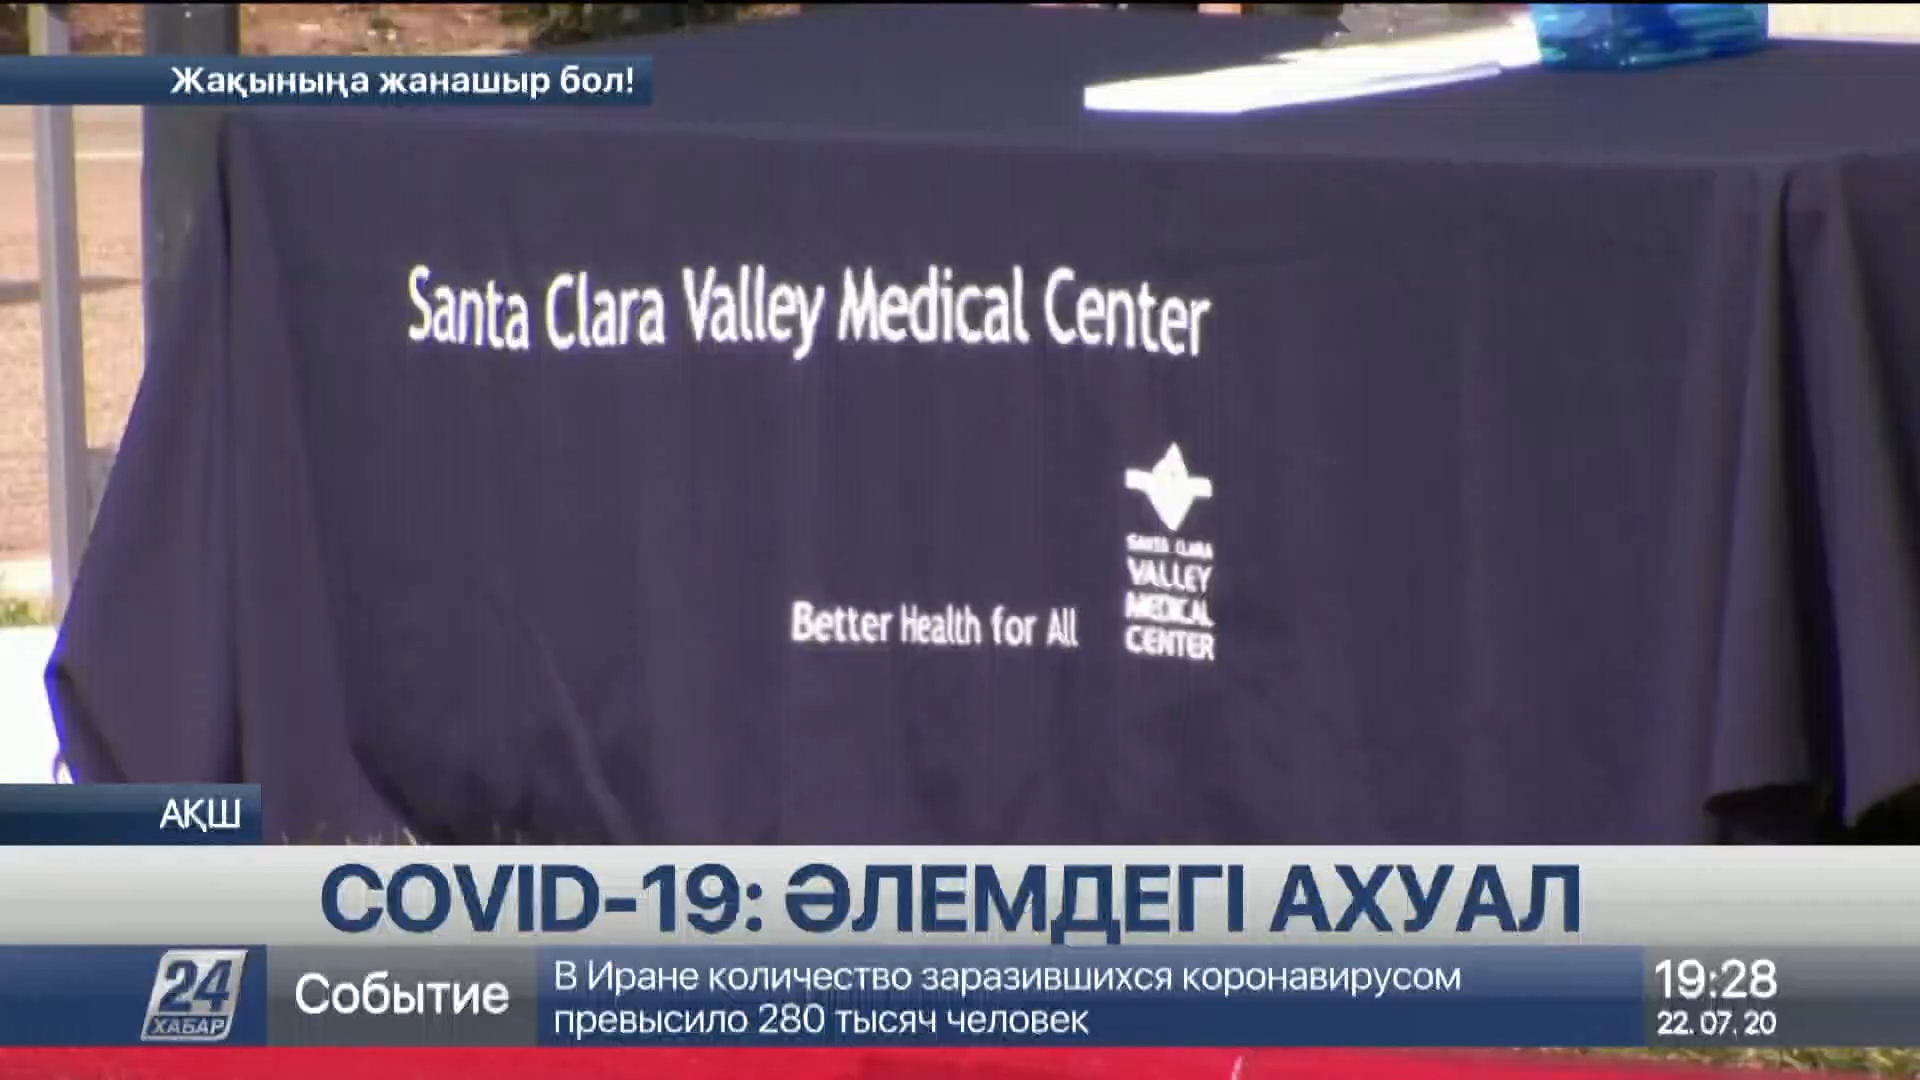 Жақыныңа жанашыр бол!
Santa Clara Valley Medical Center
SANTA CLARA
VALLEY
MEDICAL
CENTER
Better Health for All
АҚШ
COVID-19: ӘЛЕМДЕГІ АХУАЛ
24
ХАБАР
Событие
В Иране количество заразившихся коронавирусом
превысило 280 тысяч человек
19:28
22.07.20